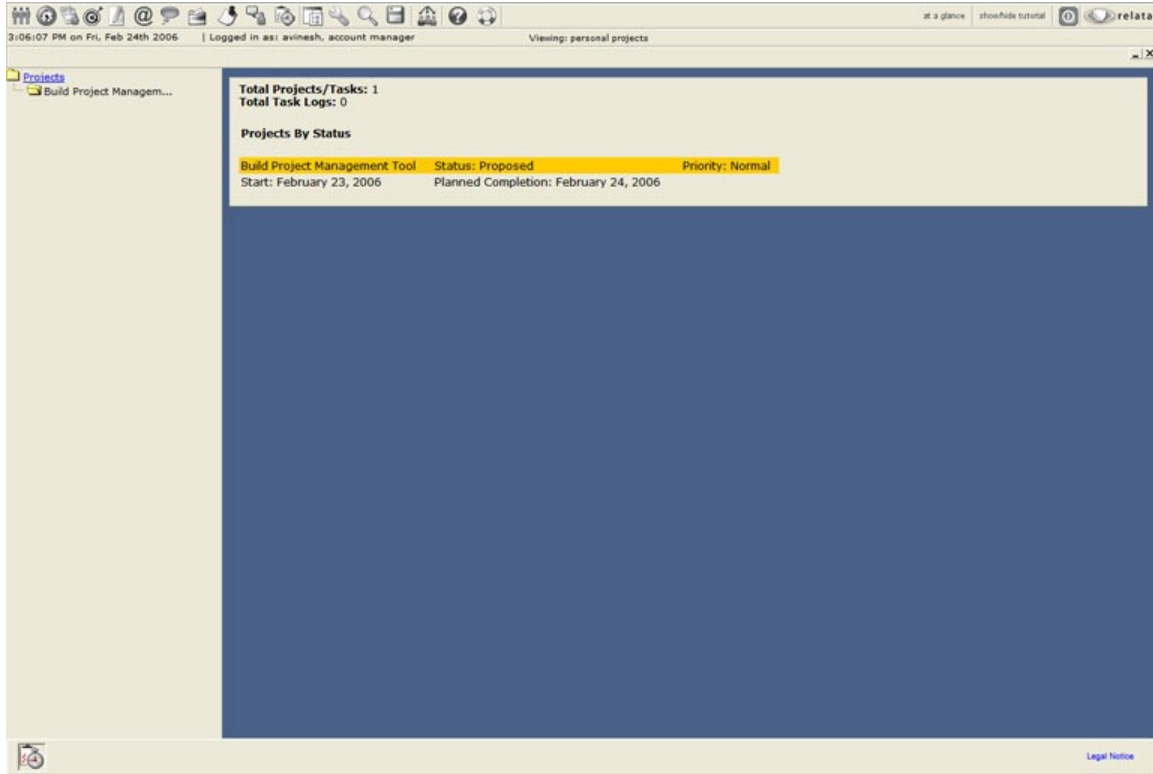 at a glance
show/hide tutorial
relata
3:06:07 PM on Fri, Feb 24th 2006 | Logged in as: avinesh, account manager
Viewing: personal projects
Projects
Build Project Managem...
Total Projects/Tasks: 1
Total Task Logs: 0
Projects By Status
Build Project Management Tool Status: Proposed Priority: Normal
Start: February 23, 2006 Planned Completion: February 24, 2006
Legal Notice